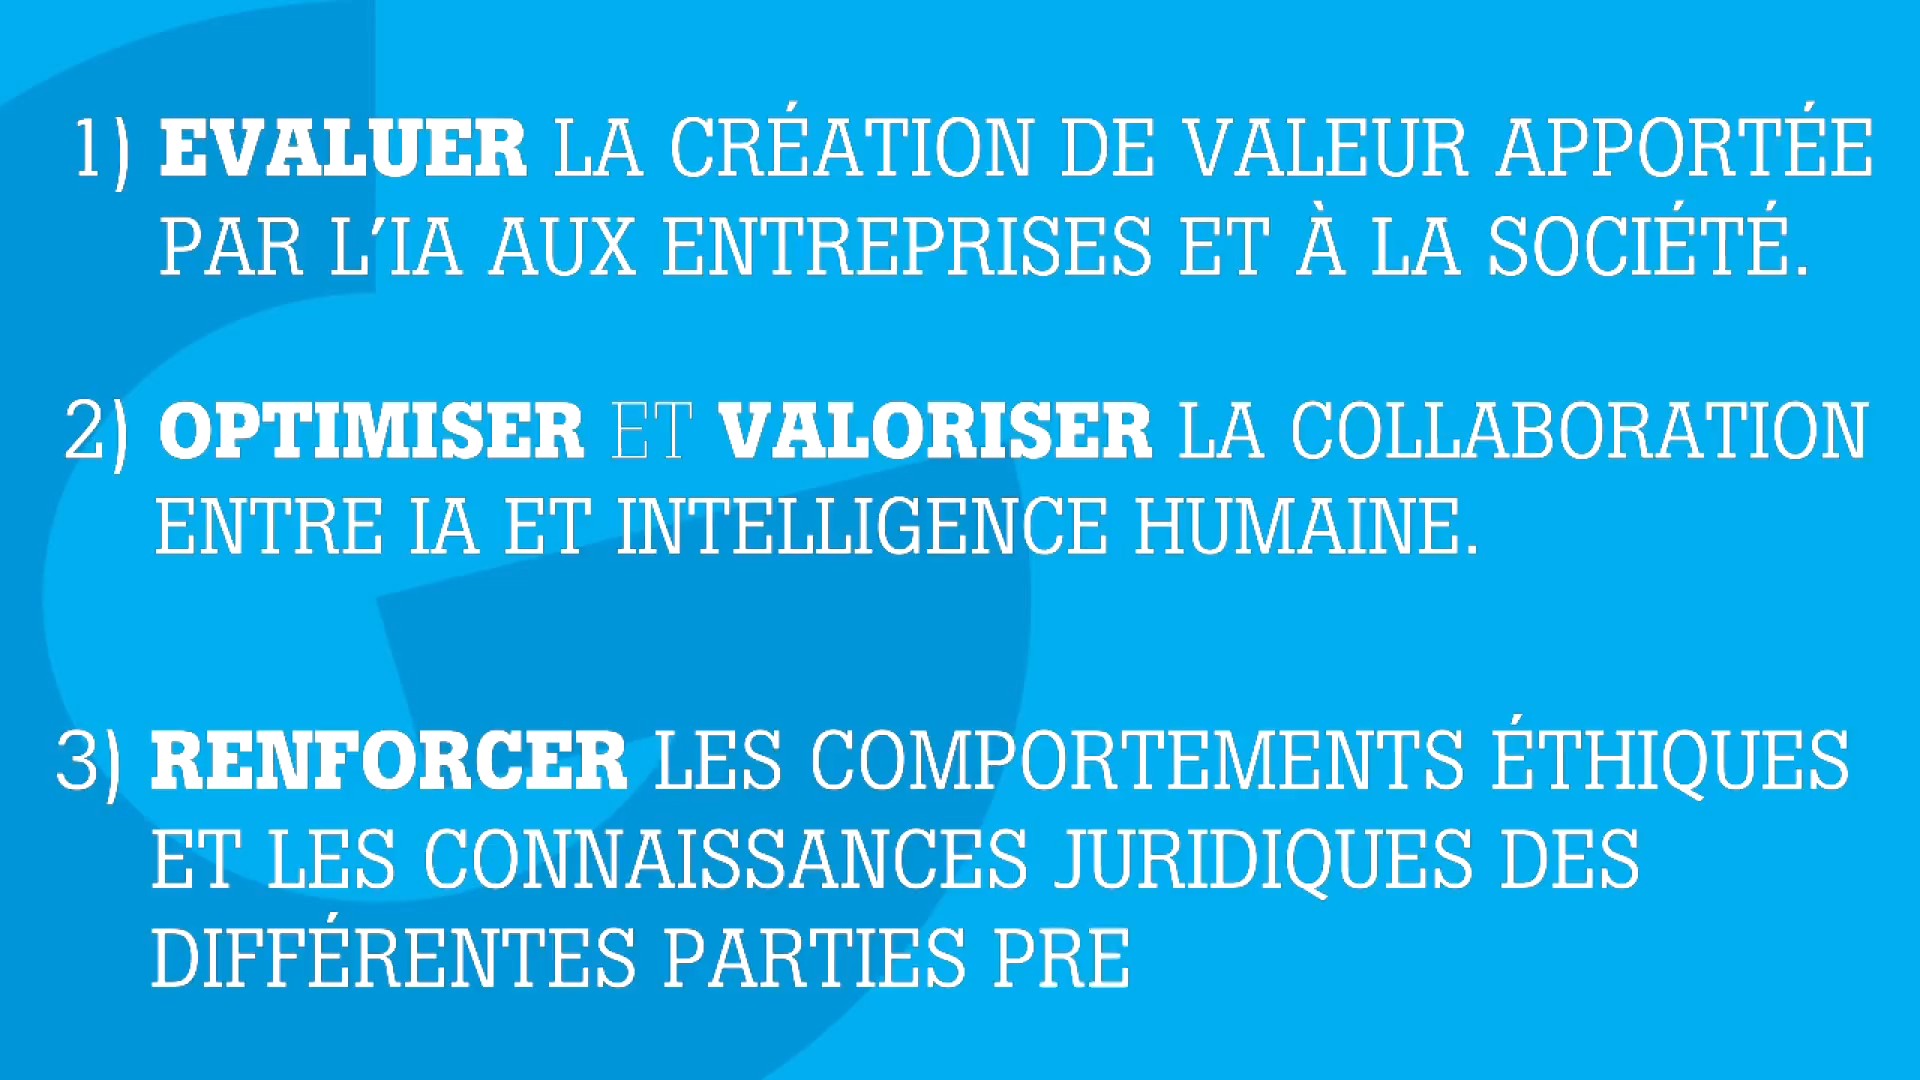 1) EVALUER LA CRÉATION DE VALEUR APPORTÉE
PAR L’IA AUX ENTREPRISES ET À LA SOCIÉTÉ.
2) OPTIMISER ET VALORISER LA COLLABORATION
ENTRE IA ET INTELLIGENCE HUMAINE.
3) RENFORCER LES COMPORTEMENTS ÉTHIQUES
ET LES CONNAISSANCES JURIDIQUES DES
DIFFÉRENTES PARTIES PRE